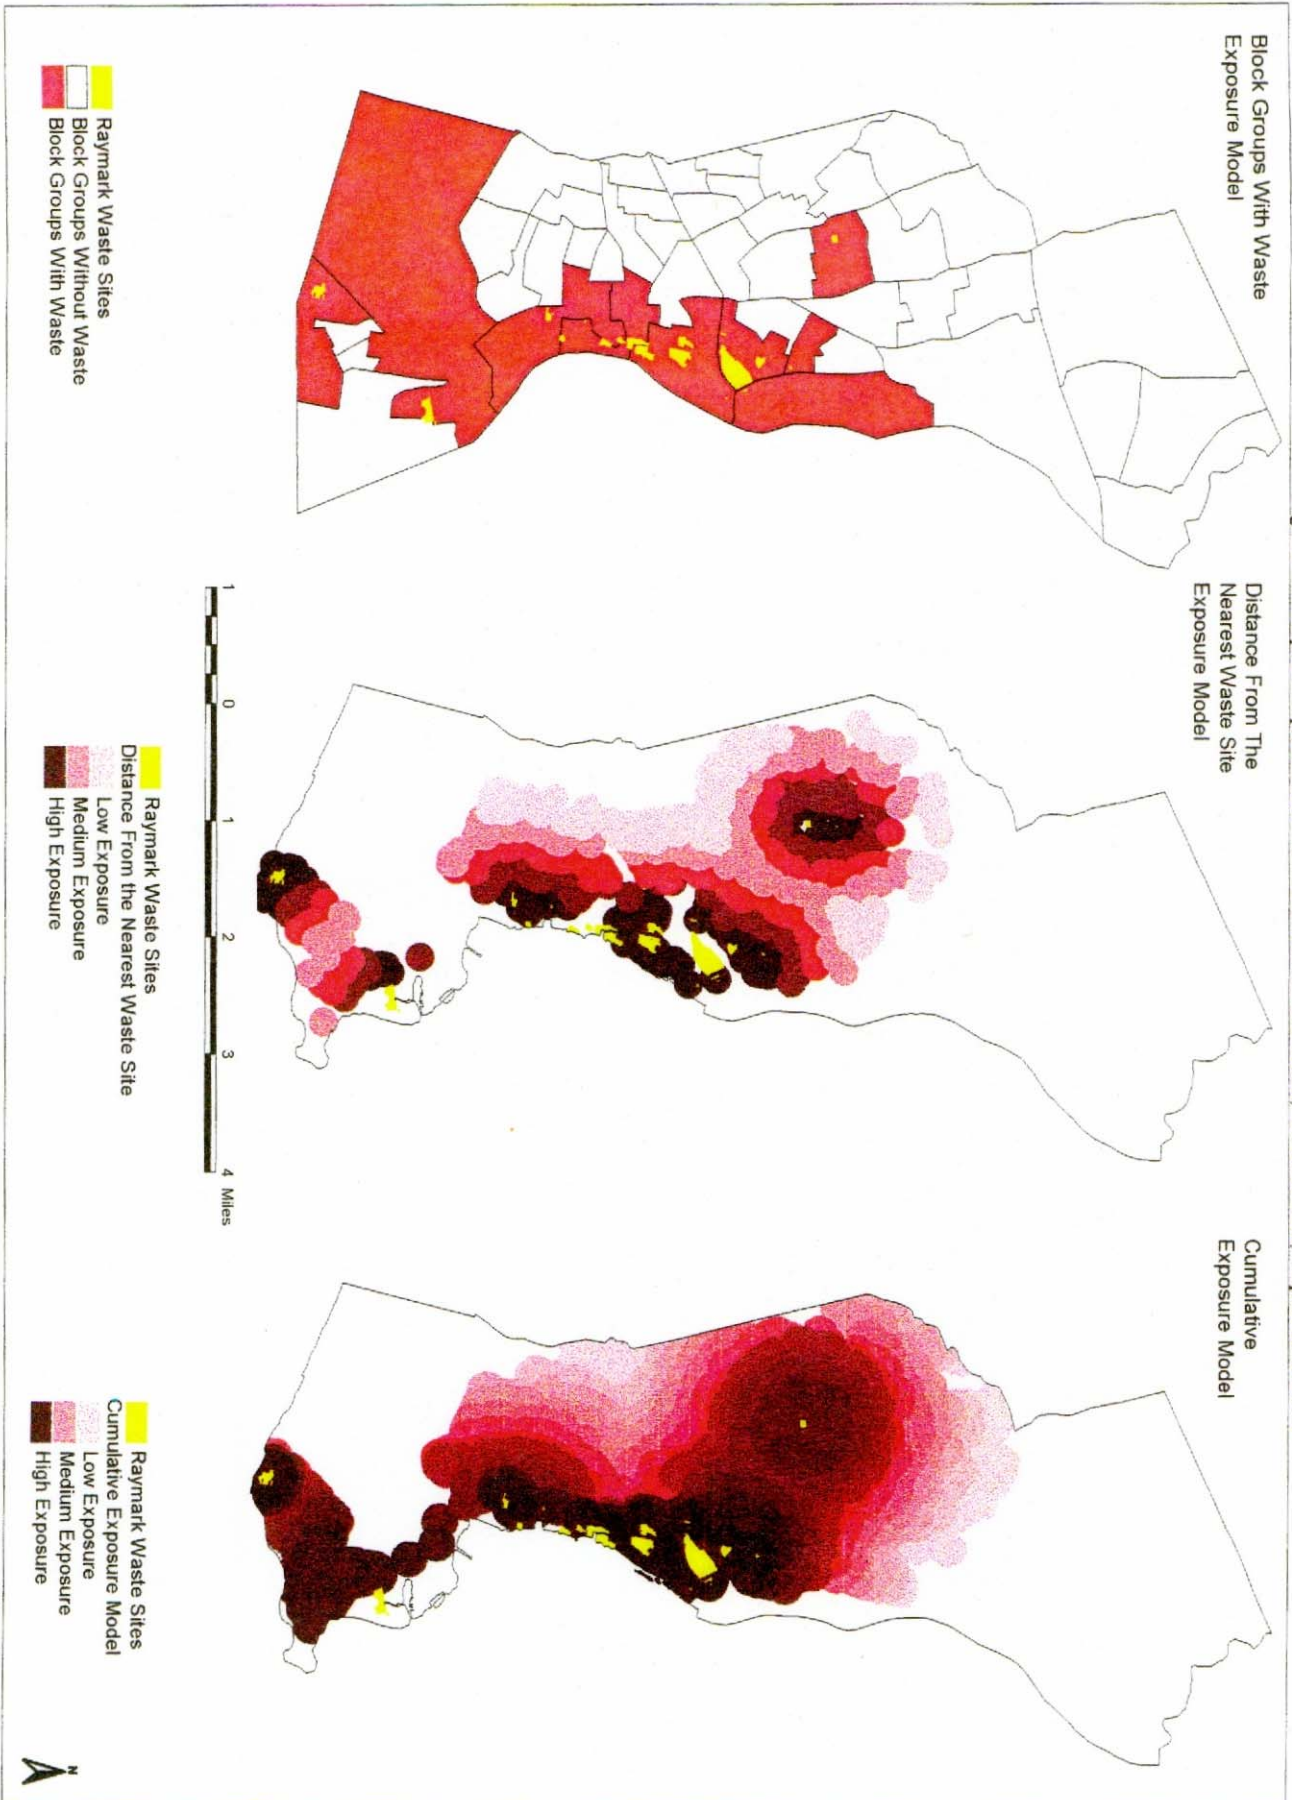 Block Groups With Waste
Exposure Model
Raymark Waste Sites
Block Groups Without Waste
Block Groups With Waste
Distance From The
Nearest Waste Site
Exposure Model
1 0 1 2 3 4 Miles
Raymark Waste Sites
Distance From the Nearest Waste Site
Low Exposure
Medium Exposure
High Exposure
Cumulative
Exposure Model
Raymark Waste Sites
Cumulative Exposure Model
Low Exposure
Medium Exposure
High Exposure
N